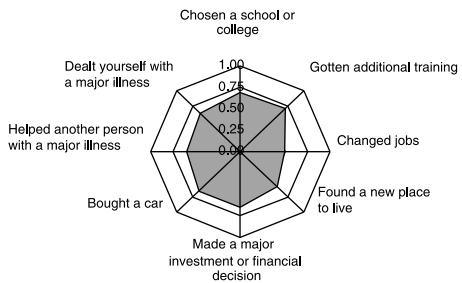 Chosen a school or
college
Dealt yourself with
a major illness
Gotten additional training
1.00
0.75
0.50
0.25
0.00
Helped another person
with a major illness
Changed jobs
Bought a car
Found a new place
to live
Made a major
investment or financial
decision